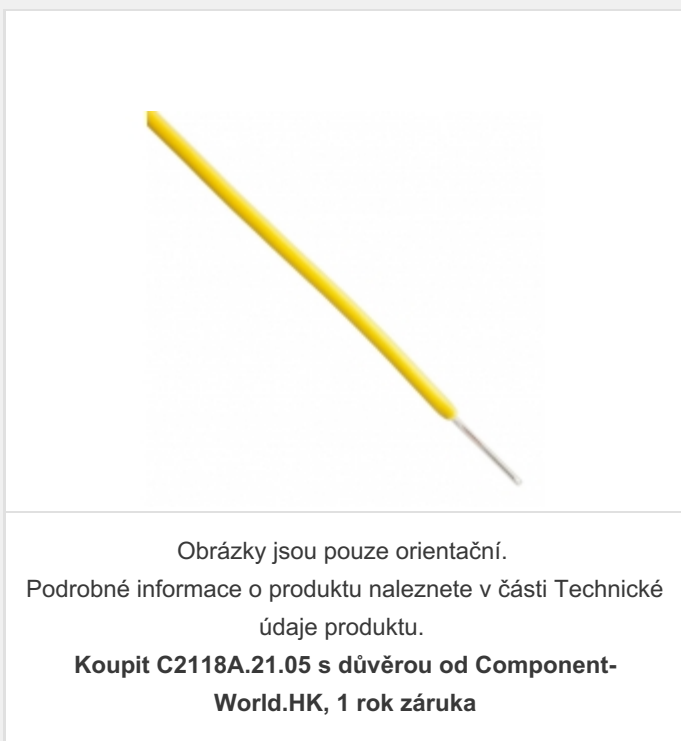 Obrázky jsou pouze orientační.
Podrobné informace o produktu naleznete v části Technické
údaje produktu.
Koupit C2118A.21.05 s důvěrou od Component-
World.HK, 1 rok záruka